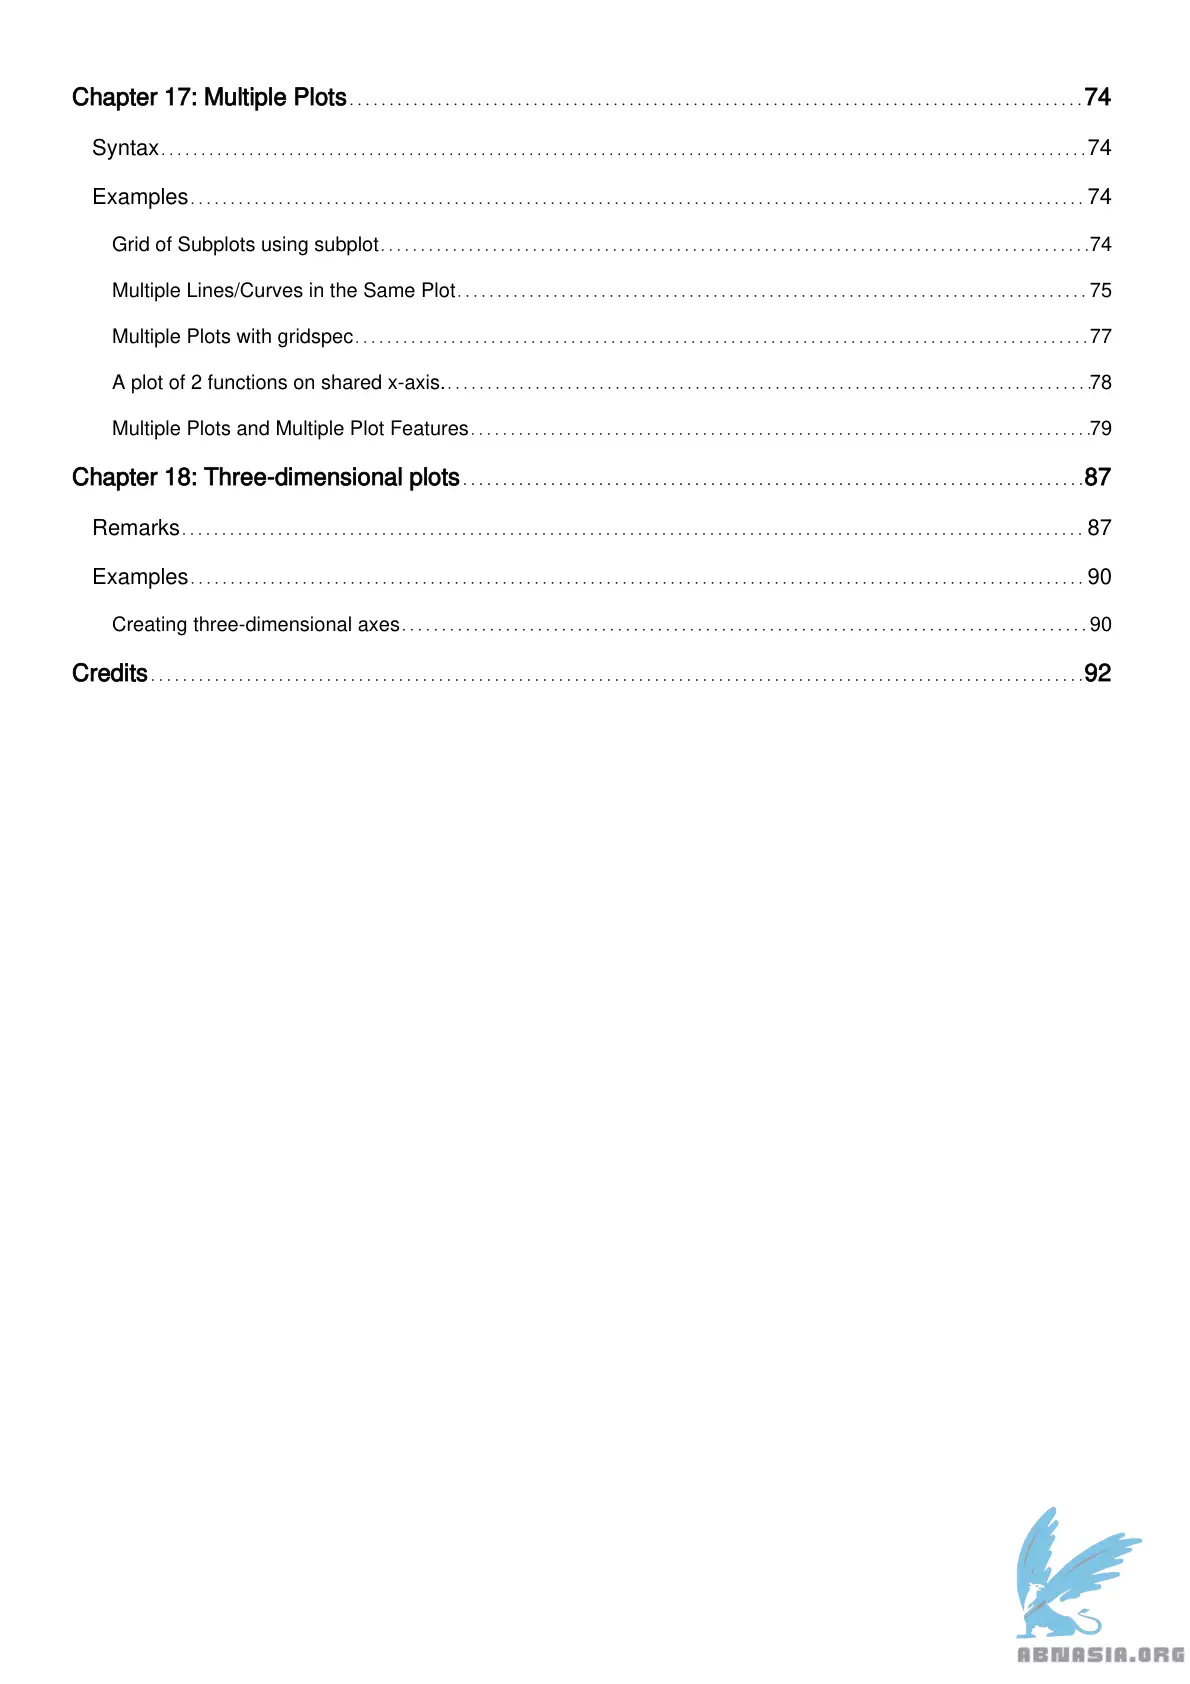 Chapter 17: Multiple Plots 74
Syntax 74
Examples 74
Grid of Subplots using subplot 74
Multiple Lines/Curves in the Same Plot 75
Multiple Plots with gridspec 77
A plot of 2 functions on shared x-axis. 78
Multiple Plots and Multiple Plot Features 79
Chapter 18: Three-dimensional plots 87
Remarks 87
Examples 90
Creating three-dimensional axes 90
Credits 92
ABNASIA.ORG